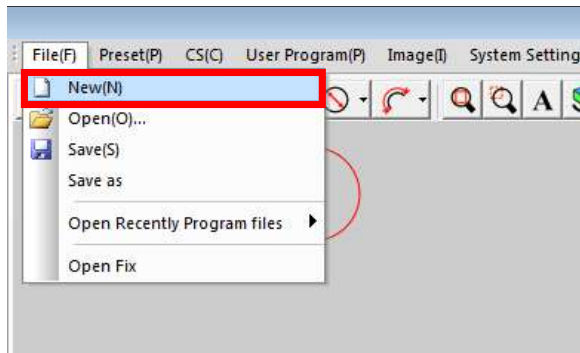 File(F) Preset(P) CS(C) User Program(P) Image(I) System Setting
New(N)
A
Open(O)...
Save(S)
Save as
Open Recently Program files
Open Fix